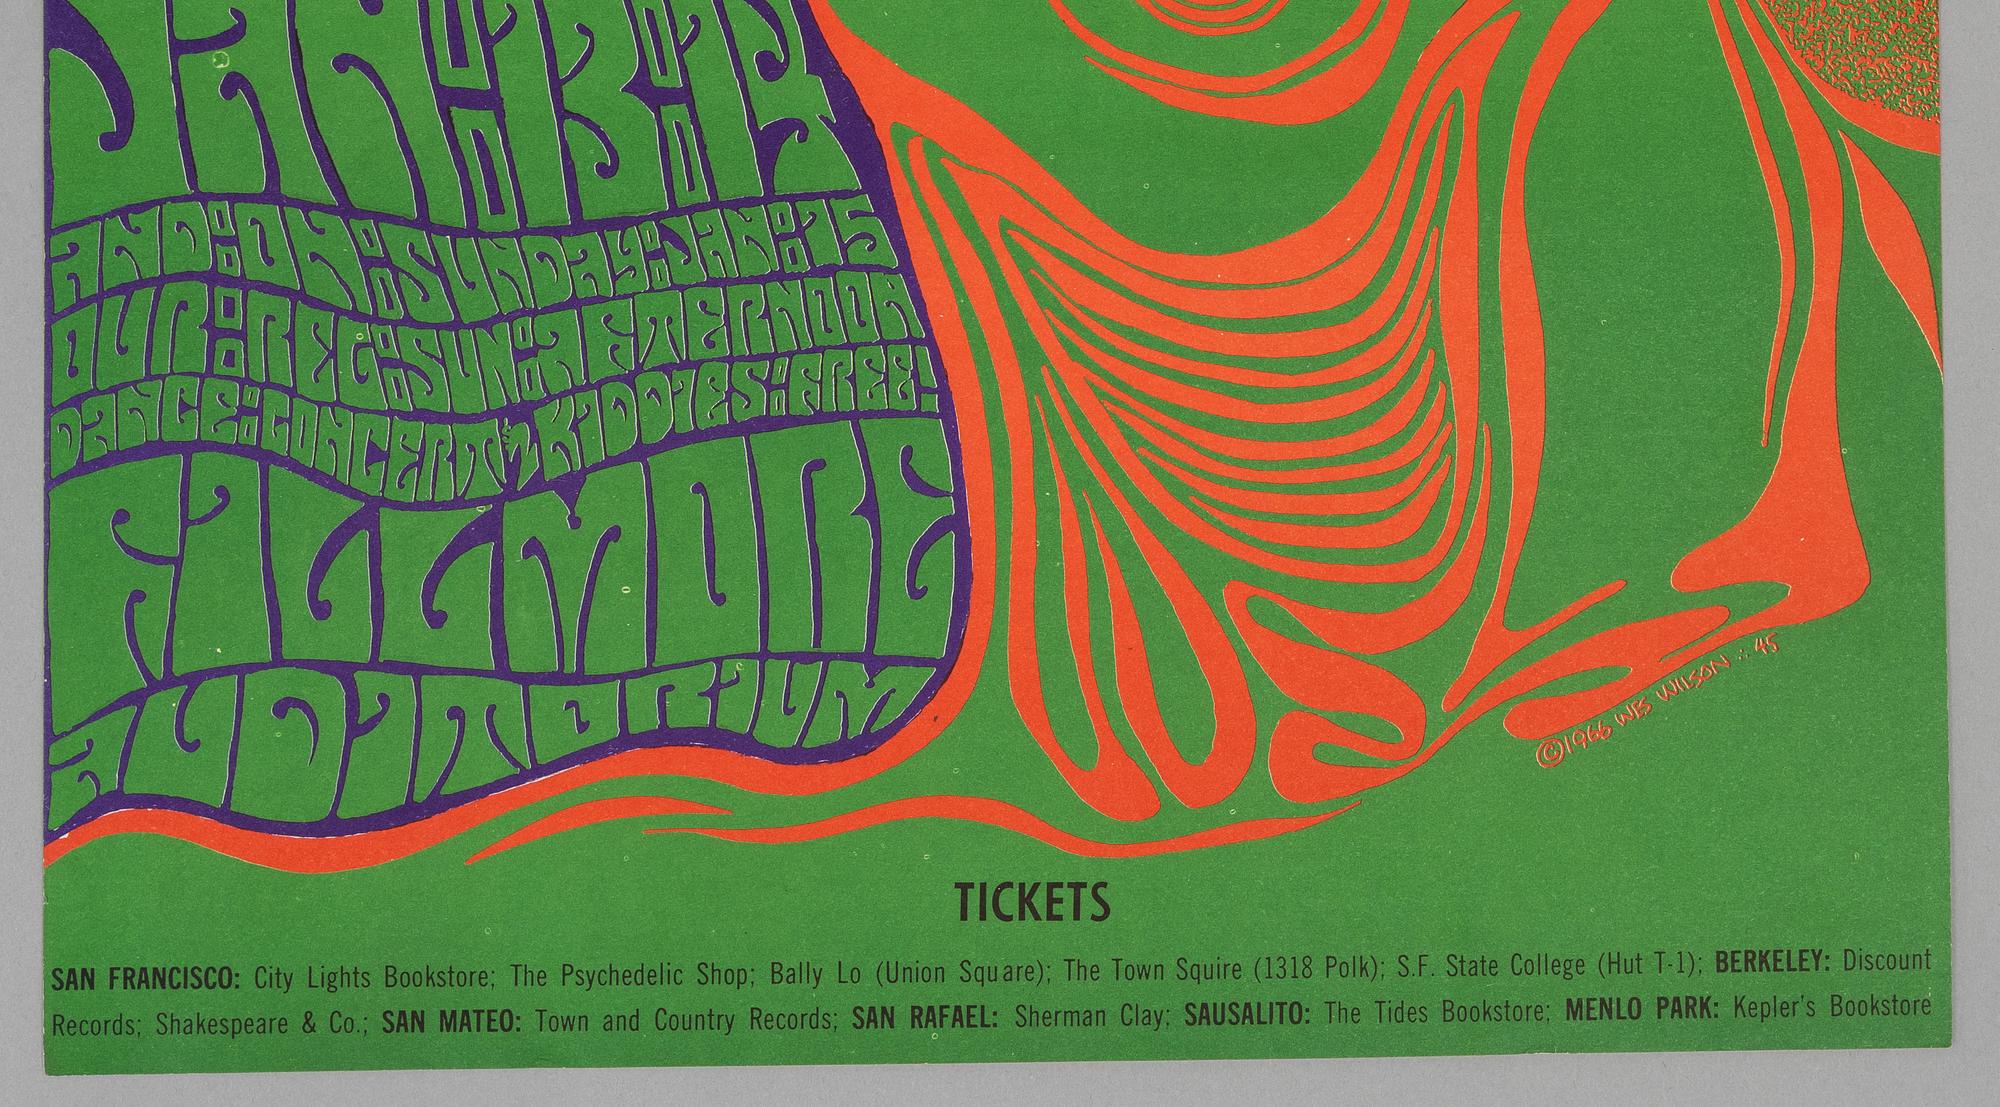 JAN 13 14
AND ON SUNDAY JAN 15
OUR REG SUN AFTERNOON
DANCE CONCERT KIDDIES FREE!
FILLMORE
AUDITORIUM
©1966 WES WILSON ∴ 45
TICKETS
SAN FRANCISCO: City Lights Bookstore; The Psychedelic Shop; Bally Lo (Union Square); The Town Squire (1318 Polk); S.F. State College (Hut T-1); BERKELEY: Discount
Records; Shakespeare & Co.; SAN MATEO: Town and Country Records; SAN RAFAEL: Sherman Clay; SAUSALITO: The Tides Bookstore; MENLO PARK: Kepler's Bookstore